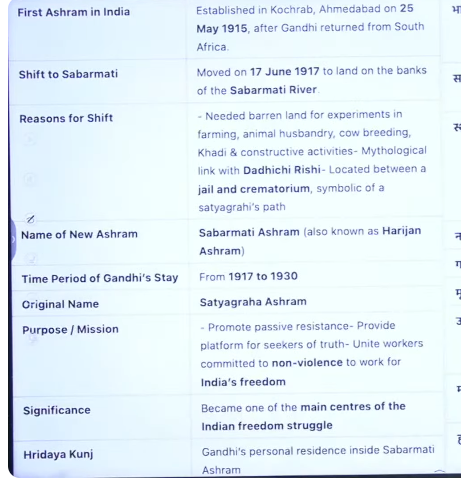 First Ashram in India
Established in Kochrab, Ahmedabad on 25
May 1915, after Gandhi returned from South
Africa.
Shift to Sabarmati
Moved on 17 June 1917 to land on the banks
of the Sabarmati River.
Reasons for Shift
- Needed barren land for experiments in
farming, animal husbandry, cow breeding,
Khadi & constructive activities- Mythological
link with Dadhichi Rishi- Located between a
jail and crematorium, symbolic of a
satyagrahi's path
Name of New Ashram
Sabarmati Ashram (also known as Harijan
Ashram)
Time Period of Gandhi's Stay
From 1917 to 1930
Original Name
Satyagraha Ashram
Purpose / Mission
- Promote passive resistance- Provide
platform for seekers of truth- Unite workers
committed to non-violence to work for
India's freedom
Significance
Became one of the main centres of the
Indian freedom struggle
Hridaya Kunj
Gandhi's personal residence inside Sabarmati
Ashram